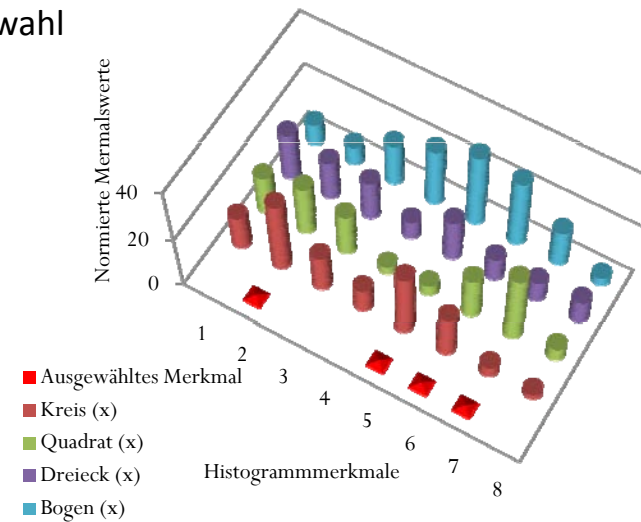 wahl
Normierte Mermalswerte
40
20
0
1
2
3
4
5
6
7
8
Histogrammmerkmale
Ausgewähltes Merkmal
Kreis (x)
Quadrat (x)
Dreieck (x)
Bogen (x)